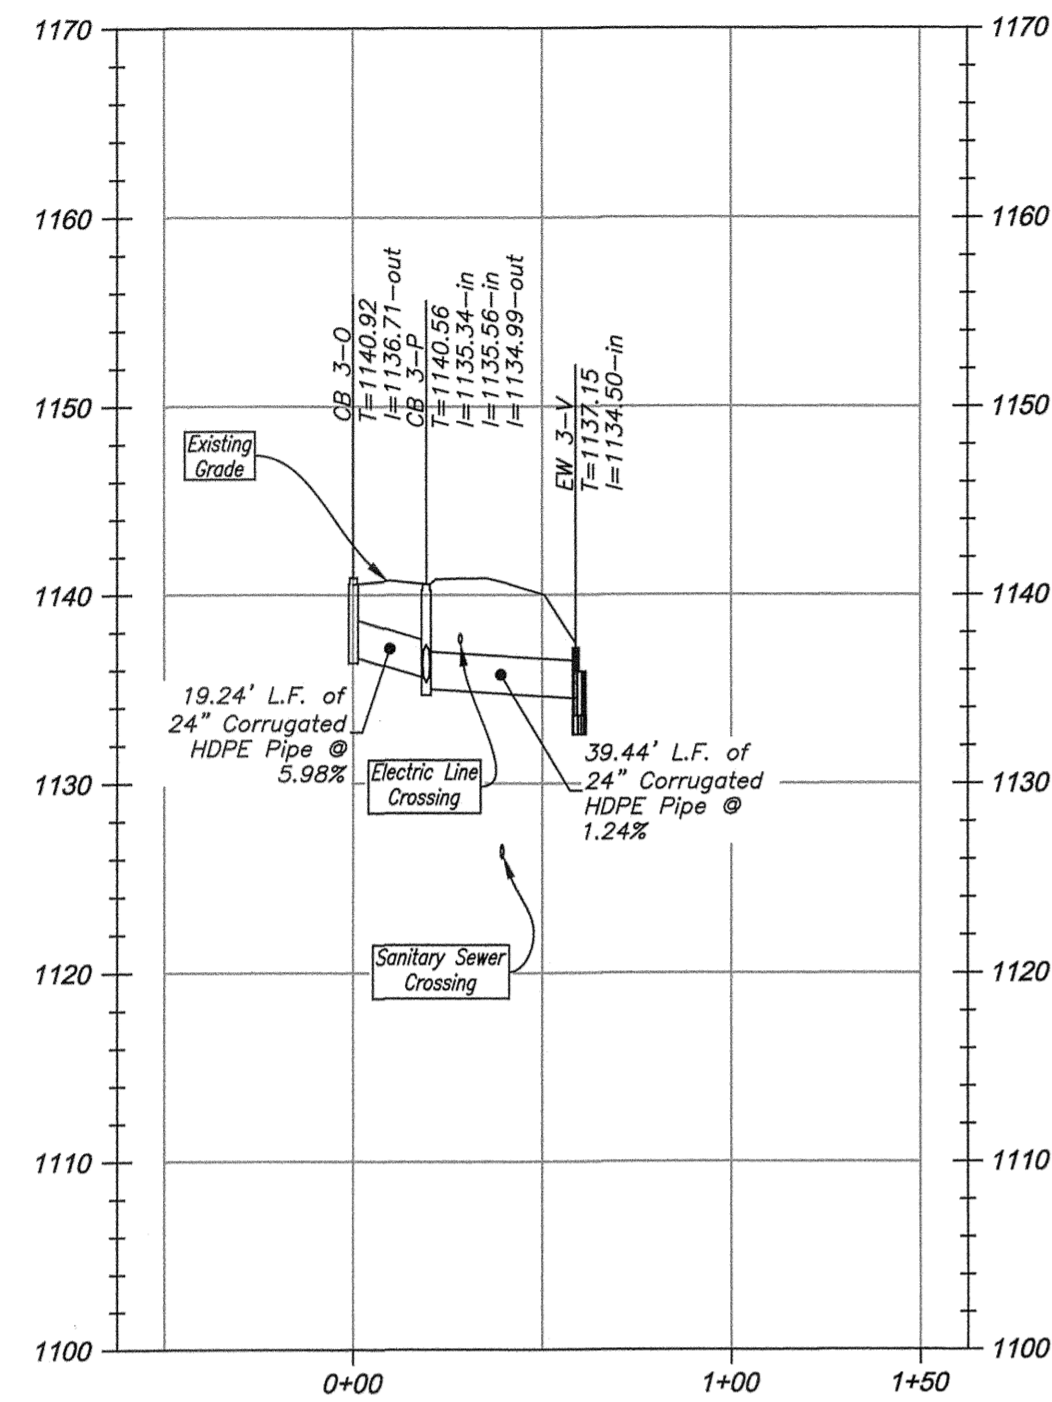 1170
1170
1160
1160
CB 3-O
T=1140.92
I=1136.71-out
CB 3-P
T=1140.56
I=1135.34-in
I=1135.56-in
I=1134.99-out
EW 3-V
T=1137.15
I=1134.50-in
1150
1150
Existing
Grade
1140
1140
19.24' L.F. of
24" Corrugated
HDPE Pipe @
5.98%
Electric Line
Crossing
39.44' L.F. of
24" Corrugated
HDPE Pipe @
1.24%
1130
1130
Sanitary Sewer
Crossing
1120
1120
1110
1110
1100
1100
0+00
1+00
1+50